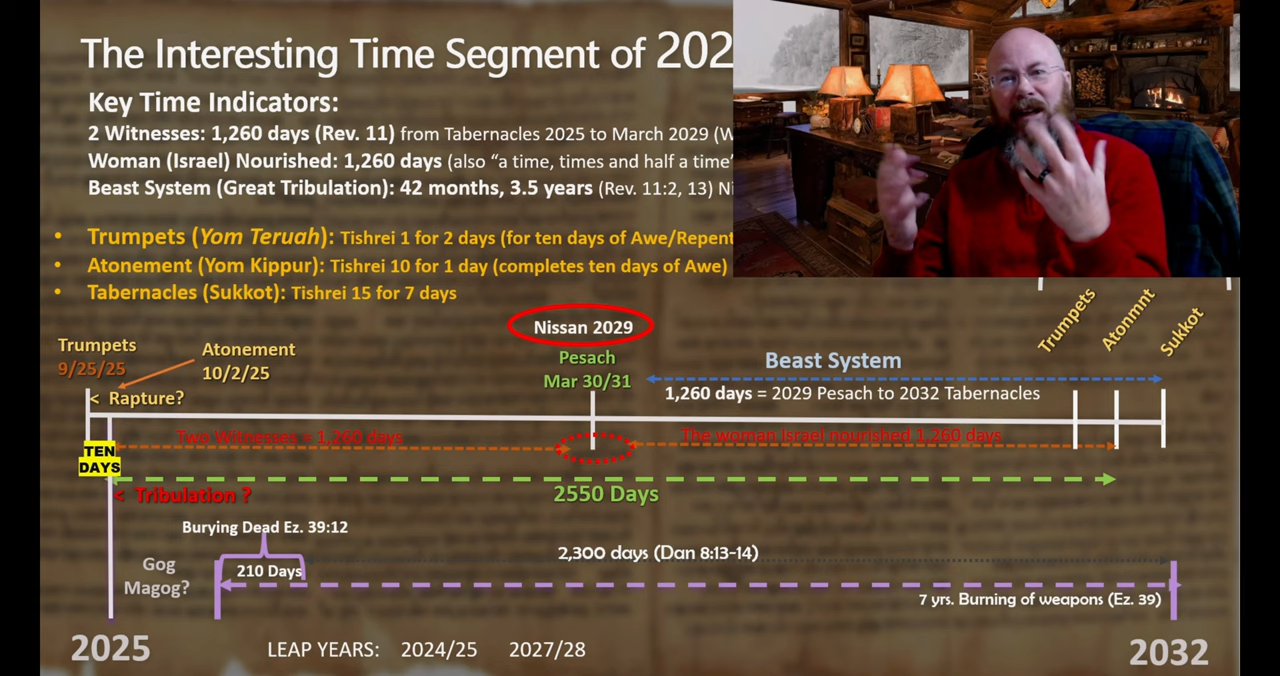 The Interesting Time Segment of 202
Key Time Indicators:
2 Witnesses: 1,260 days (Rev. 11) from Tabernacles 2025 to March 2029 (W
Woman (Israel) Nourished: 1,260 days (also “a time, times and half a time”
Beast System (Great Tribulation): 42 months, 3.5 years (Rev. 11:2, 13) Ni
• Trumpets (Yom Teruah): Tishrei 1 for 2 days (for ten days of Awe/Repent
• Atonement (Yom Kippur): Tishrei 10 for 1 day (completes ten days of Awe)
• Tabernacles (Sukkot): Tishrei 15 for 7 days
Trumpets
Atonmnt
Sukkot
Nissan 2029
Trumpets
9/25/25
Atonement
10/2/25
Pesach
Mar 30/31
Beast System
< Rapture?
1,260 days = 2029 Pesach to 2032 Tabernacles
Two Witnesses = 1,260 days
The woman Israel nourished 1,260 days
TEN
DAYS
< Tribulation ?
2550 Days
Burying Dead Ez. 39:12
2,300 days (Dan 8:13-14)
Gog
Magog?
210 Days
7 yrs. Burning of weapons (Ez. 39)
2025
LEAP YEARS: 2024/25 2027/28
2032